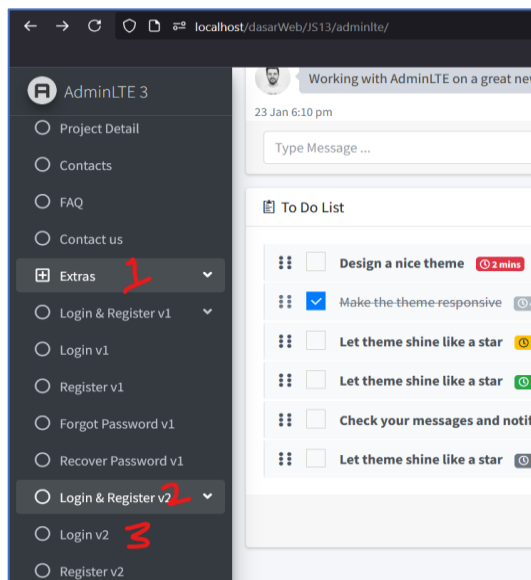 localhost/dasarWeb/JS13/adminlte/
AdminLTE 3
Project Detail
Contacts
FAQ
Contact us
Extras 1
Login & Register v1
Login v1
Register v1
Forgot Password v1
Recover Password v1
Login & Register v2 2
Login v2 3
Register v2
Working with AdminLTE on a great
23 Jan 6:10 pm
Type Message ...
To Do List
Design a nice theme 2 mins
Make the theme responsive
Let theme shine like a star
Let theme shine like a star
Check your messages and
Let theme shine like a star